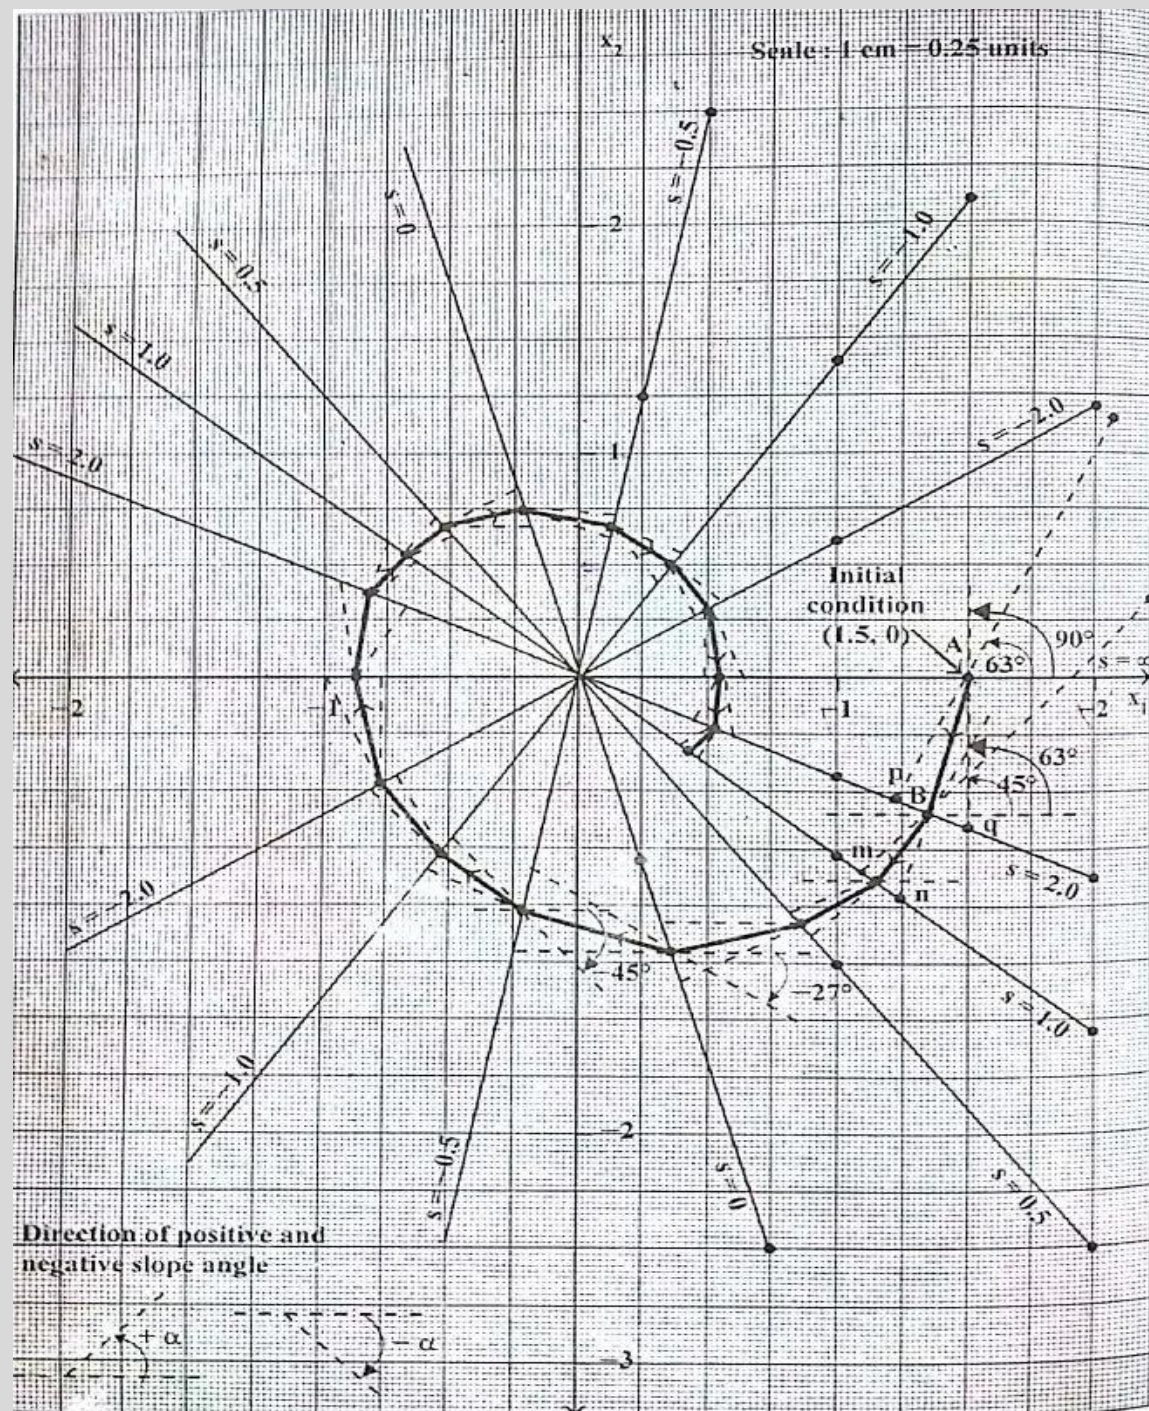 x₂
Scale : 1 cm = 0.25 units
s = −0.5
s = 0
−2
s = −1.0
s = 0.5
s = 1.0
s = −2.0
s = 2.0
−1
Initial
condition
(1.5, 0)
A
90°
63°
s = ∞
−2
−1
−1
−2
x₁
63°
p
45°
B
q
m
s = 2.0
n
s = −2.0
−45°
−27°
s = 1.0
s = −1.0
−2
s = −0.5
s = 0
s = 0.5
Direction of positive and
negative slope angle
+ α
− α
−3